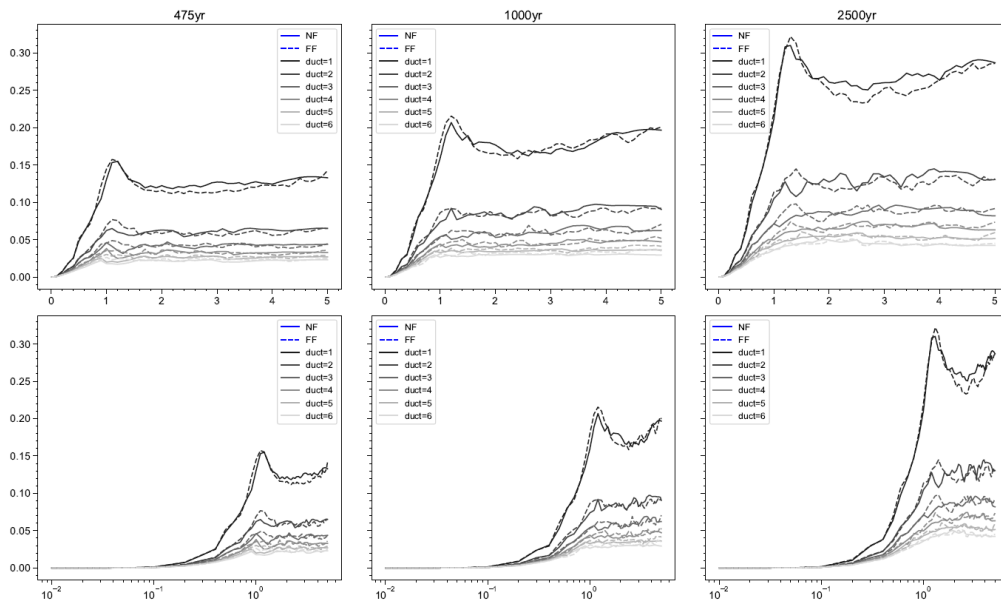 475yr
1000yr
2500yr
0.30
0.25
0.20
0.15
0.10
0.05
0.00
NF
FF
duct=1
duct=2
duct=3
duct=4
duct=5
duct=6
NF
FF
duct=1
duct=2
duct=3
duct=4
duct=5
duct=6
NF
FF
duct=1
duct=2
duct=3
duct=4
duct=5
duct=6
0 1 2 3 4 5
0 1 2 3 4 5
0 1 2 3 4 5
0.30
0.25
0.20
0.15
0.10
0.05
0.00
NF
FF
duct=1
duct=2
duct=3
duct=4
duct=5
duct=6
NF
FF
duct=1
duct=2
duct=3
duct=4
duct=5
duct=6
NF
FF
duct=1
duct=2
duct=3
duct=4
duct=5
duct=6
10⁻² 10⁻¹ 10⁰
10⁻² 10⁻¹ 10⁰
10⁻² 10⁻¹ 10⁰